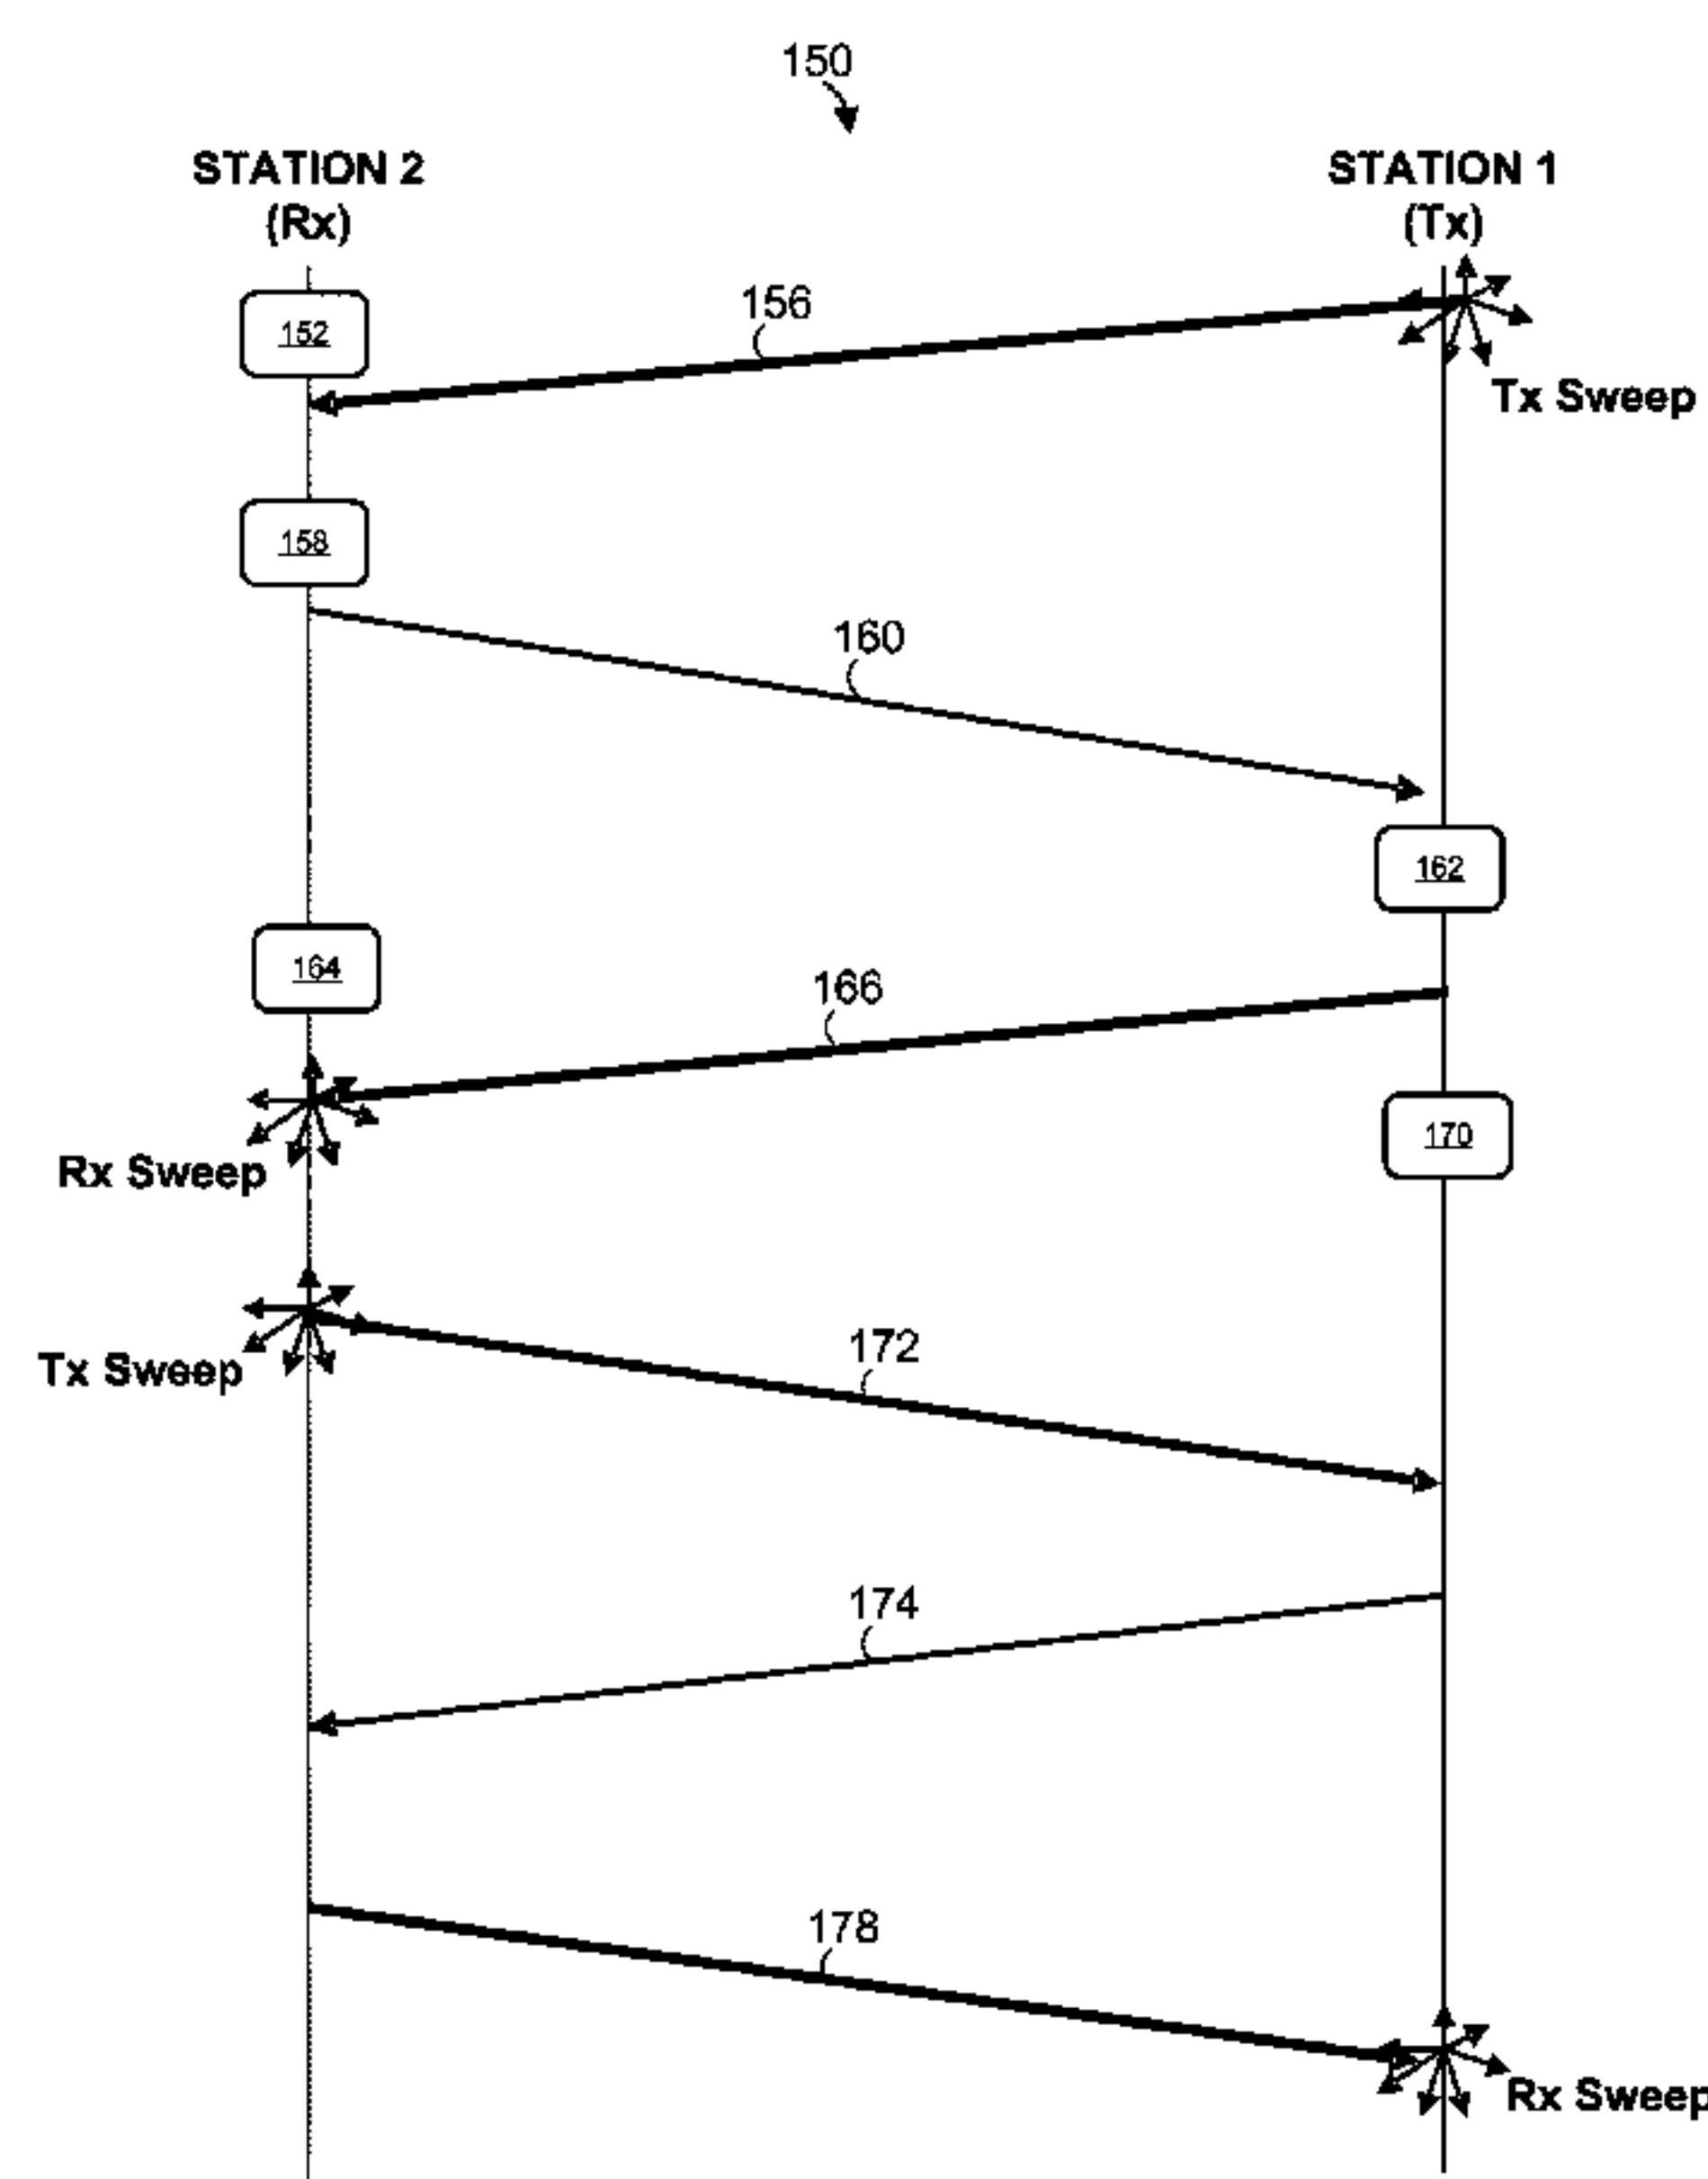 150
STATION 2
(Rx)
STATION 1
(Tx)
152
156
Tx Sweep
158
160
162
164
166
170
Rx Sweep
Tx Sweep
172
174
178
Rx Sweep